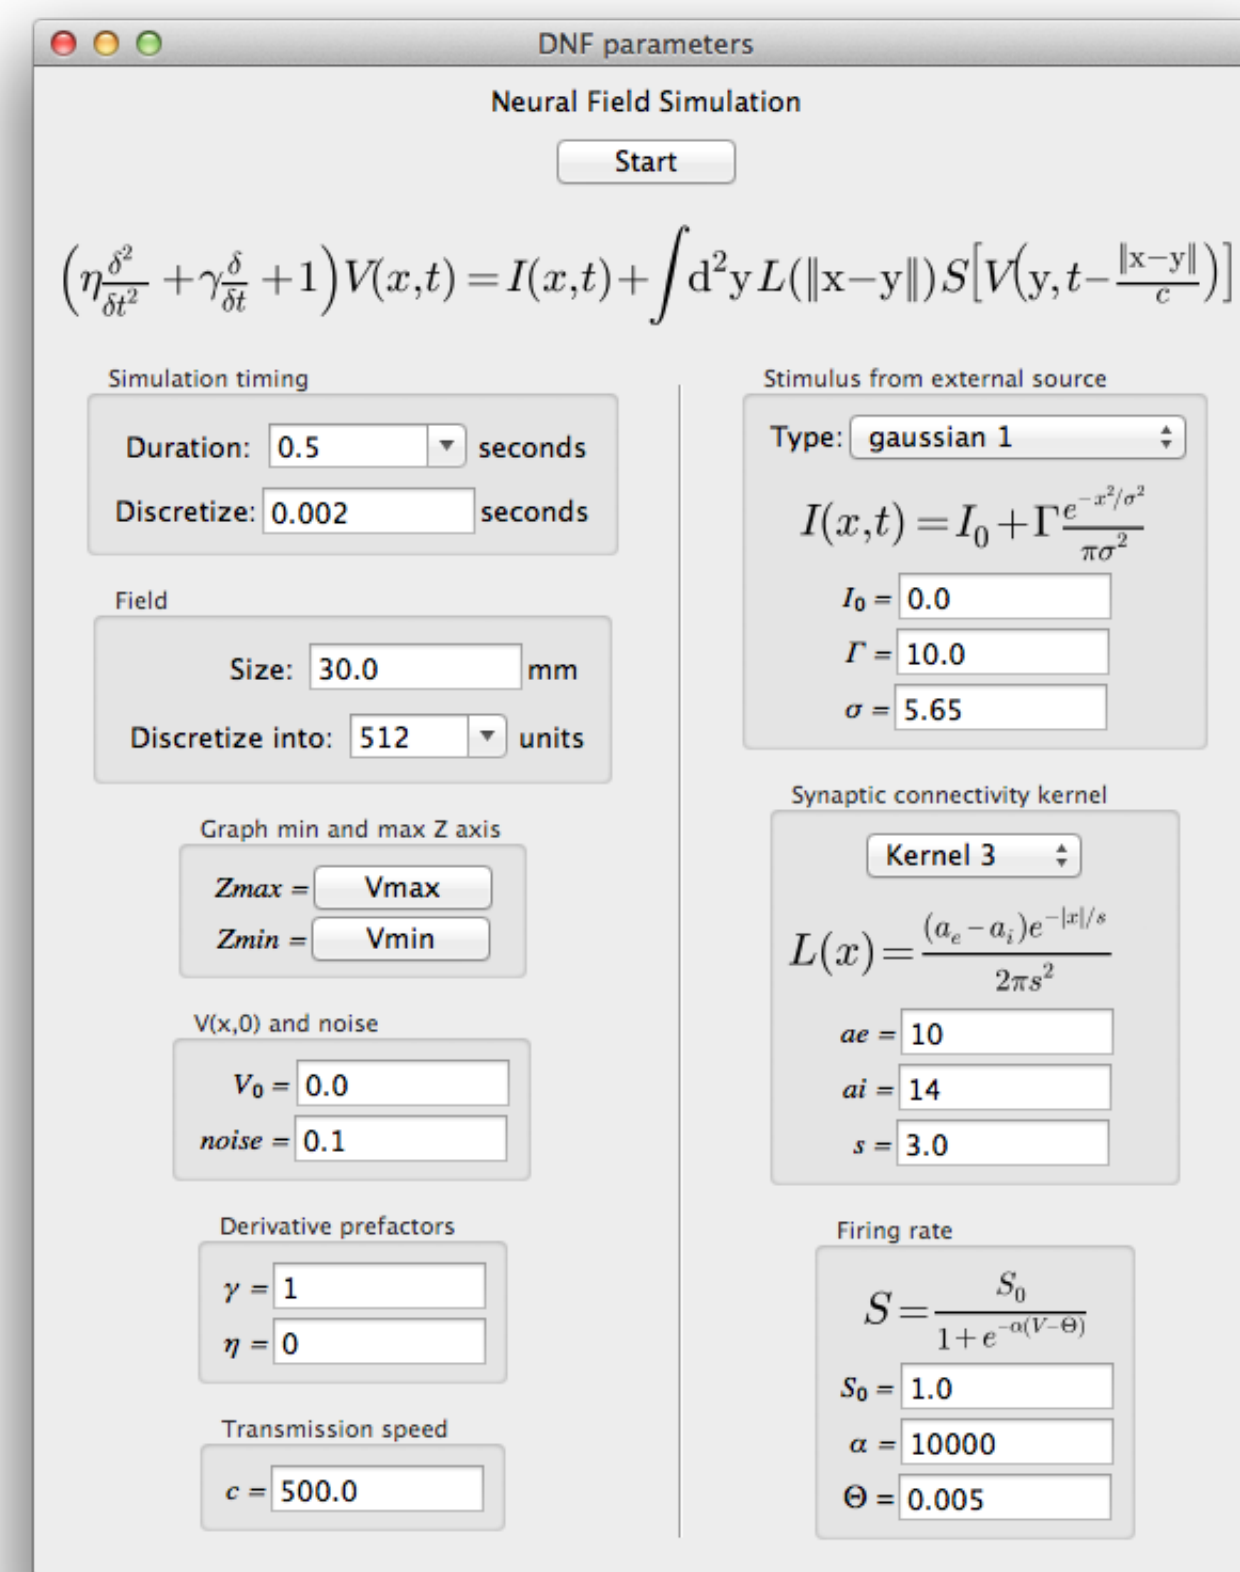 DNF parameters
Neural Field Simulation
Start
(η δ²/δt² + γ δ/δt + 1)V(x,t) = I(x,t) + ∫d²y L(‖x−y‖) S[V(y, t−‖x−y‖/c)]
Simulation timing
Duration: 0.5 seconds
Discretize: 0.002 seconds
Field
Size: 30.0 mm
Discretize into: 512 units
Graph min and max Z axis
Zmax = Vmax
Zmin = Vmin
V(x,0) and noise
V₀ = 0.0
noise = 0.1
Derivative prefactors
γ = 1
η = 0
Transmission speed
c = 500.0
Stimulus from external source
Type: gaussian 1
I(x,t) = I₀ + Γ e^(−x²/σ²)/(πσ²)
I₀ = 0.0
Γ = 10.0
σ = 5.65
Synaptic connectivity kernel
Kernel 3
L(x) = (aₑ − aᵢ)e^(−|x|/s)/(2πs²)
ae = 10
ai = 14
s = 3.0
Firing rate
S = S₀/(1 + e^(−α(V−Θ)))
S₀ = 1.0
α = 10000
Θ = 0.005